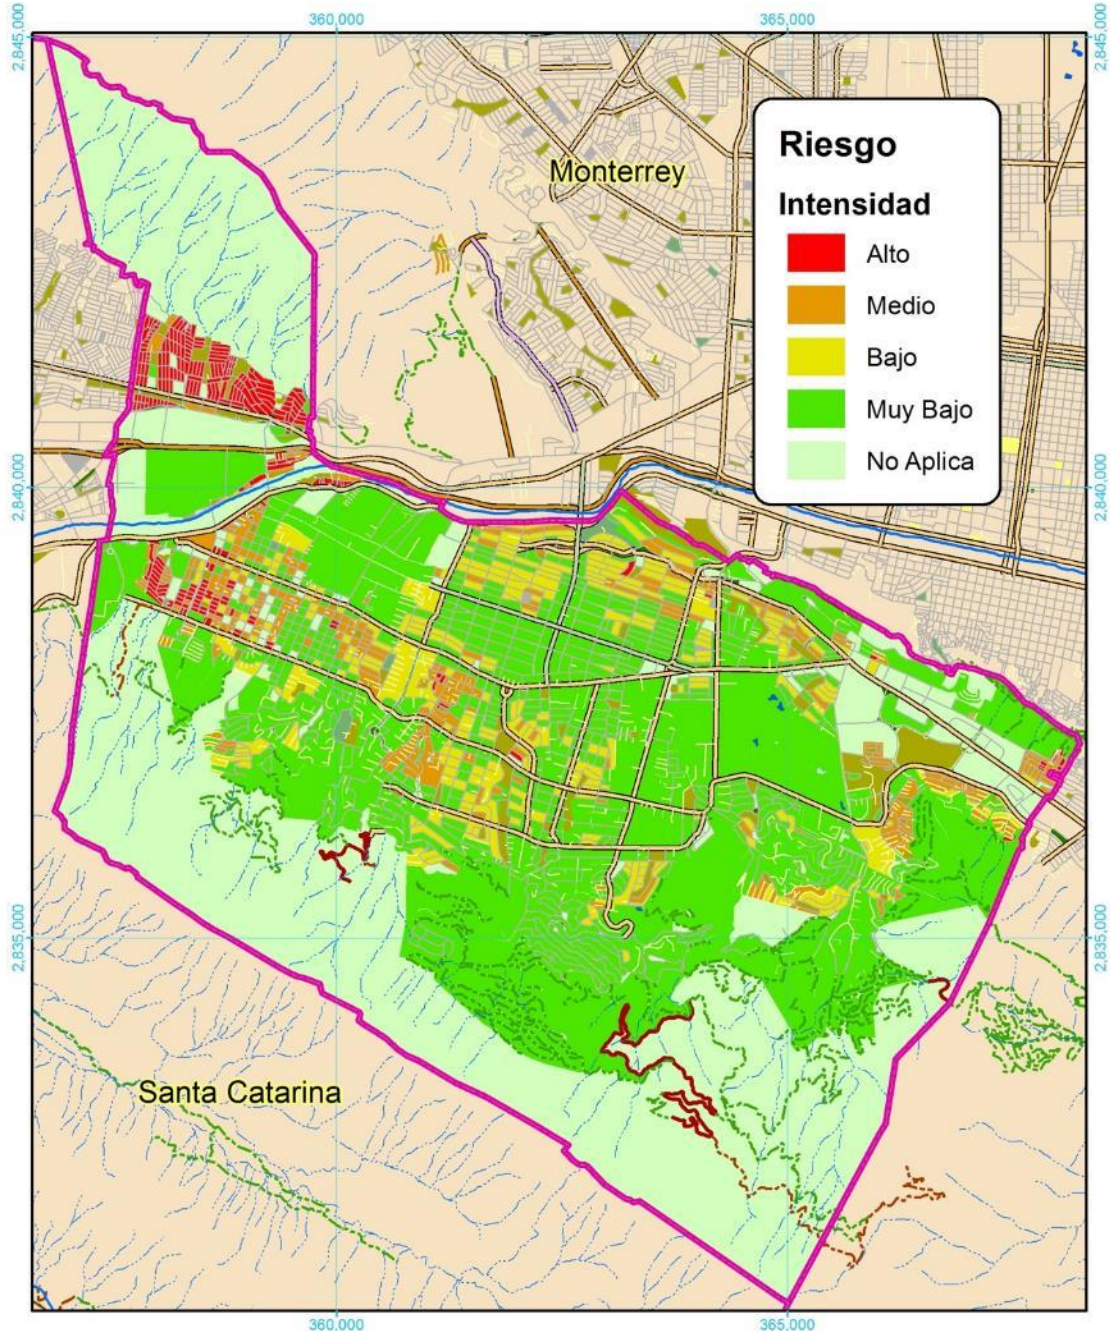 360,000
365,000
2,845,000
2,845,000
Monterrey
Riesgo
Intensidad
Alto
Medio
Bajo
Muy Bajo
No Aplica
2,840,000
2,840,000
2,835,000
2,835,000
Santa Catarina
360,000
365,000